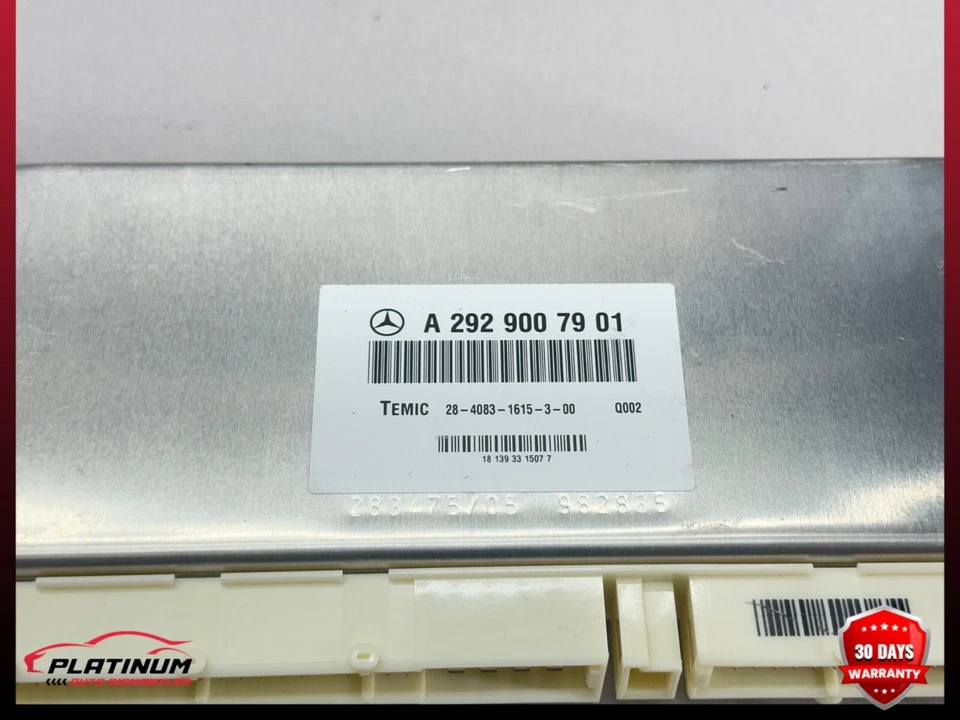 A 292 900 79 01
TEMIC 28-4083-1615-3-00 Q002
18 139 33 1507 7
982835
PLATINUM
30 DAYS
WARRANTY